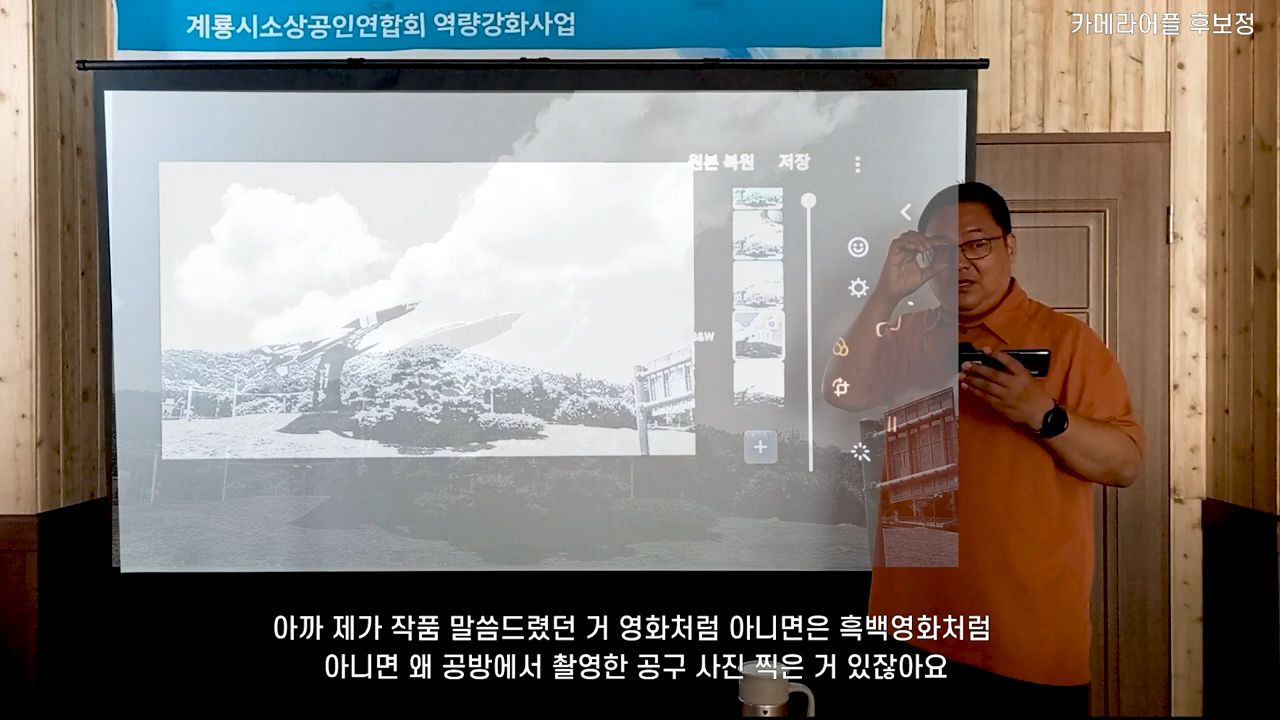 계룡시소상공인연합회 역량강화사업
카메라어플 후보정
원본 복원 저장
B&W
아까 제가 작품 말씀드렸던 거 영화처럼 아니면은 흑백영화처럼
아니면 왜 공방에서 촬영한 공구 사진 찍은 거 있잖아요